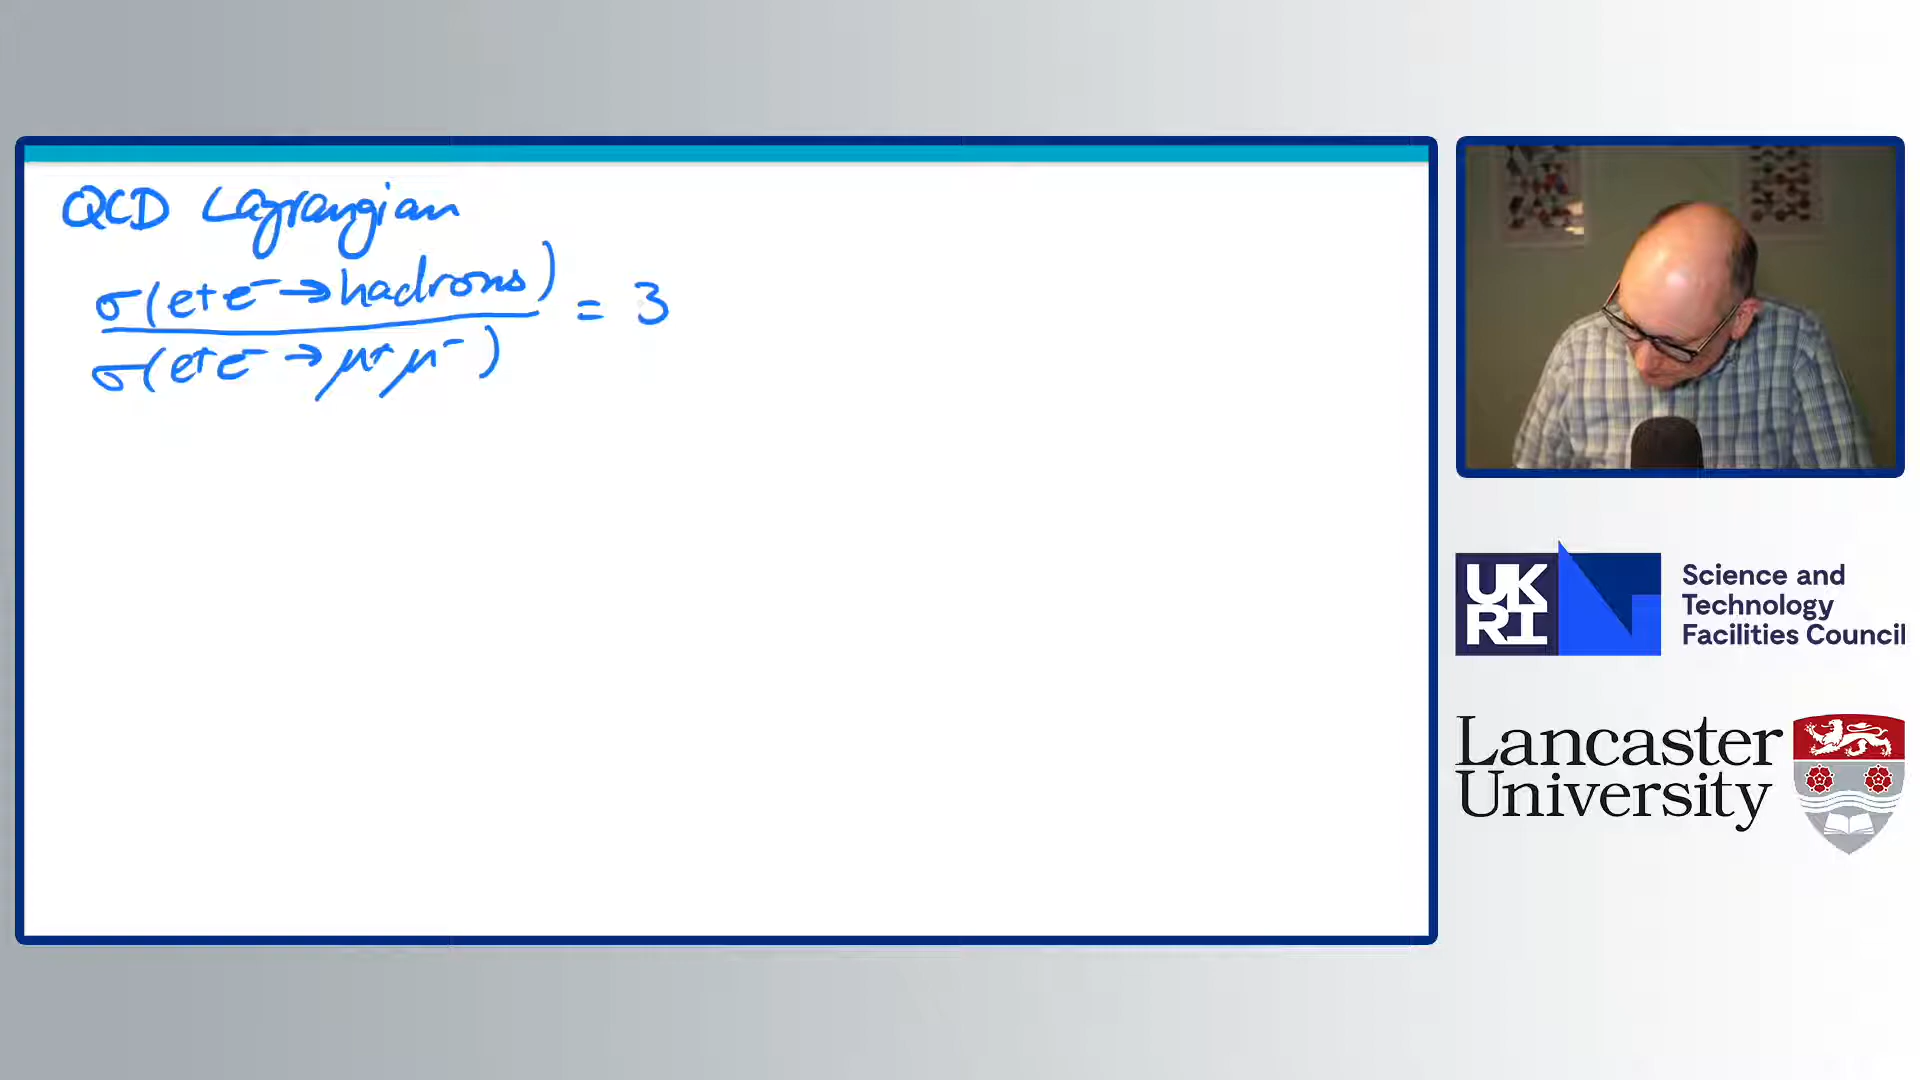 QCD Lagrangian
σ(e+e- → hadrons) = 3
σ(e+e- → μ+μ-)
UK
RI
Science and
Technology
Facilities Council
Lancaster
University